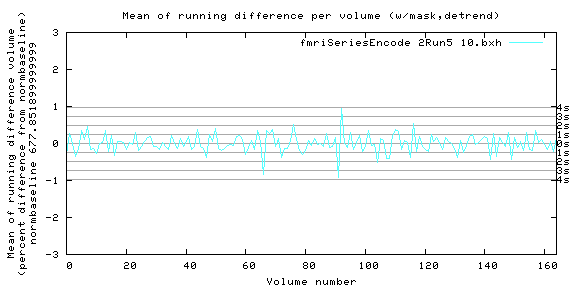 Mean of running difference per volume (w/mask,detrend)
fmriSeriesEncode 2Run5 10.bxh
Mean of running difference volume
(percent difference from normbaseline)
normbaseline 677.851899999999999
3
2
1
0
-1
-2
-3
4s
3s
2s
1s
0s
1s
2s
3s
4s
0 20 40 60 80 100 120 140 160
Volume number